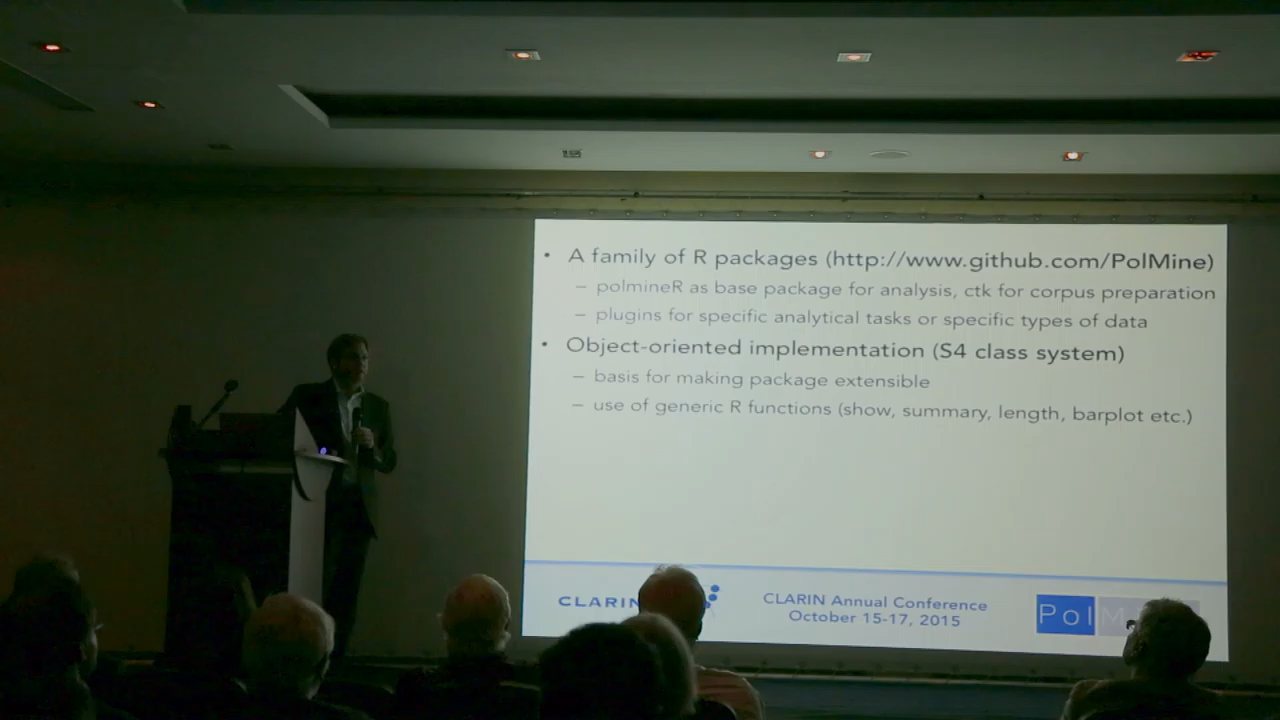 • A family of R packages (http://www.github.com/PolMine)
– polmineR as base package for analysis, ctk for corpus preparation
– plugins for specific analytical tasks or specific types of data
• Object-oriented implementation (S4 class system)
– basis for making package extensible
– use of generic R functions (show, summary, length, barplot etc.)
CLARIN
CLARIN Annual Conference
October 15-17, 2015
PolM